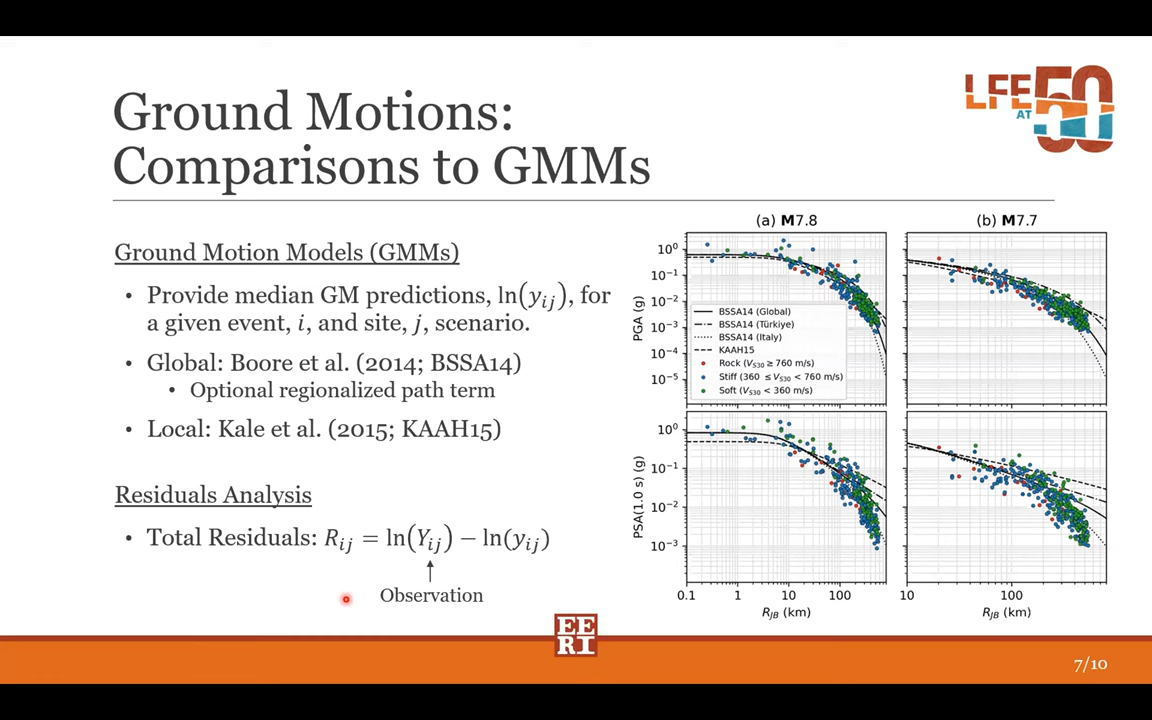 LFE AT 50
Ground Motions:
Comparisons to GMMs
Ground Motion Models (GMMs)
• Provide median GM predictions, ln(y_ij), for
a given event, i, and site, j, scenario.
• Global: Boore et al. (2014; BSSA14)
• Optional regionalized path term
• Local: Kale et al. (2015; KAAH15)
Residuals Analysis
• Total Residuals: R_ij = ln(Y_ij) − ln(y_ij)
Observation
(a) M7.8
(b) M7.7
PGA (g)
10⁰
10⁻¹
10⁻²
10⁻³
10⁻⁴
10⁻⁵
BSSA14 (Global)
BSSA14 (Türkiye)
BSSA14 (Italy)
KAAH15
Rock (V_S30 ≥ 760 m/s)
Stiff (360 ≤ V_S30 < 760 m/s)
Soft (V_S30 < 360 m/s)
PSA(1.0 s) (g)
10⁰
10⁻¹
10⁻²
10⁻³
0.1 1 10 100
R_JB (km)
10 100
R_JB (km)
EE
RI
7/10